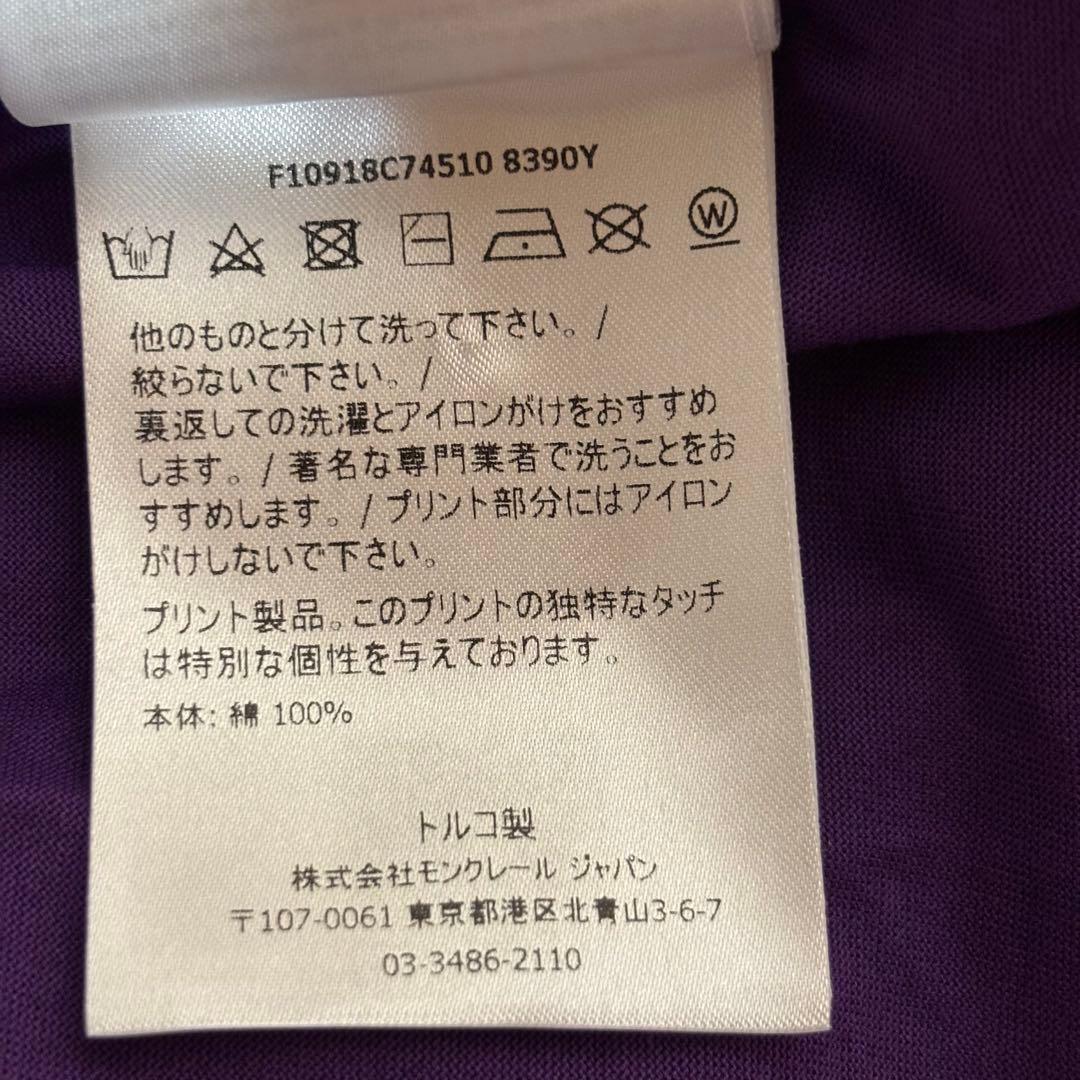 F10918C74510 8390Y
W
他のものと分けて洗って下さい。/
絞らないで下さい。/
裏返しての洗濯とアイロンがけをおすすめ
します。/ 著名な専門業者で洗うことをお
すすめします。/ プリント部分にはアイロン
がけしないで下さい。
プリント製品。このプリントの独特なタッチ
は特別な個性を与えております。
本体: 綿 100%
トルコ製
株式会社モンクレール ジャパン
〒107-0061 東京都港区北青山3-6-7
03-3486-2110